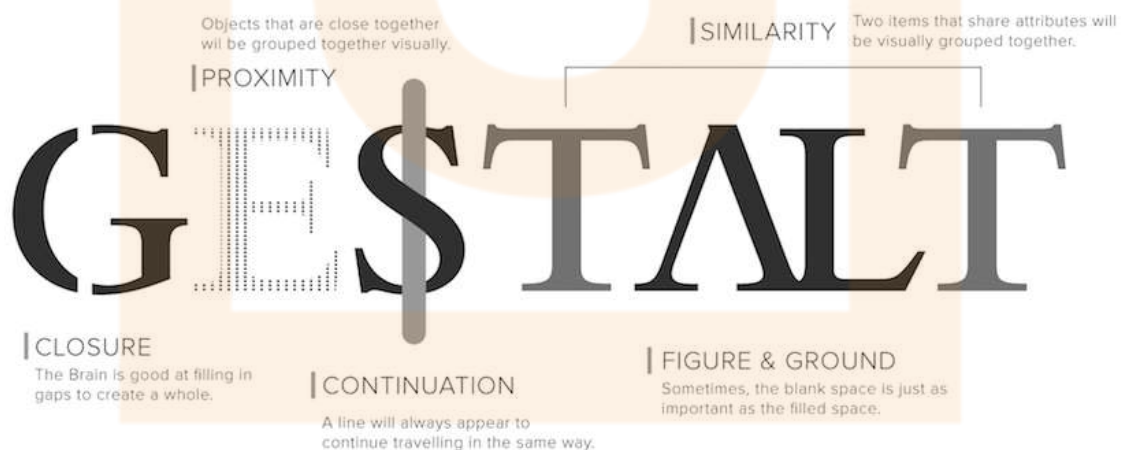 Objects that are close together
wil be grouped together visually.
PROXIMITY
SIMILARITY
Two items that share attributes will
be visually grouped together.
GESTALT
CLOSURE
The Brain is good at filling in
gaps to create a whole.
CONTINUATION
A line will always appear to
continue travelling in the same way.
FIGURE & GROUND
Sometimes, the blank space is just as
important as the filled space.